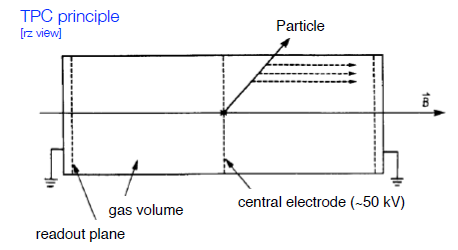 TPC principle
[rz view]
Particle
B
gas volume
central electrode (~50 kV)
readout plane